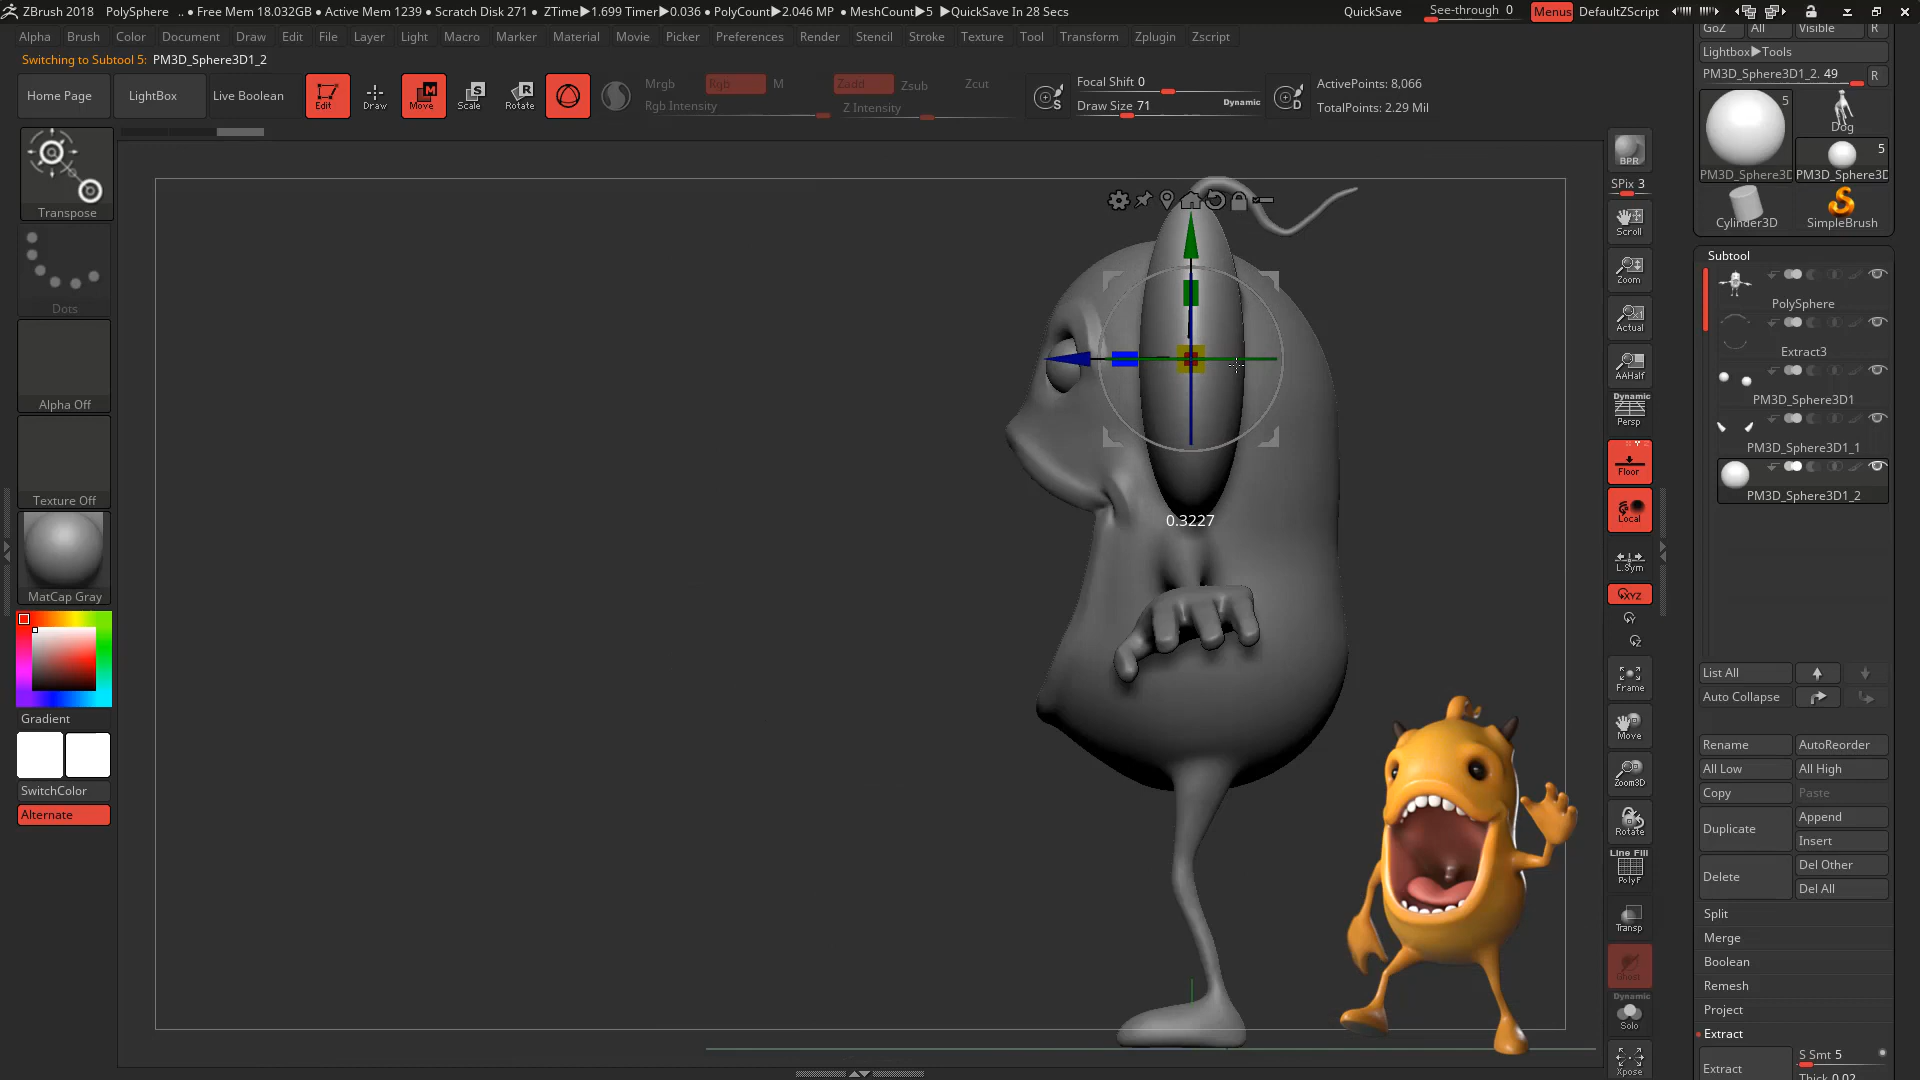 ZBrush 2018 PolySphere .. • Free Mem 18.032GB • Active Mem 1239 • Scratch Disk 271 • ZTime▶1.699 Timer▶0.036 • PolyCount▶2.046 MP • MeshCount▶5 ▶QuickSave In 28 Secs QuickSave See-through 0 Menus DefaultZScript
Alpha Brush Color Document Draw Edit File Layer Light Macro Marker Material Movie Picker Preferences Render Stencil Stroke Texture Tool Transform Zplugin Zscript
Switching to Subtool 5: PM3D_Sphere3D1_2
Home Page LightBox Live Boolean Edit Draw Move Scale Rotate
Mrgb Rgb M Zadd Zsub Zcut
Rgb Intensity Z Intensity
Focal Shift 0
Draw Size 71 Dynamic
ActivePoints: 8,066
TotalPoints: 2.29 Mil
Transpose
Dots
Alpha Off
Texture Off
MatCap Gray
Gradient
SwitchColor
Alternate
0.3227
BPR
SPix 3
Scroll
Zoom
Actual
AAHalf
Dynamic
Persp
Floor
Local
L.Sym
XYZ
Y
Z
Frame
Move
Zoom3D
Rotate
Line Fill
PolyF
Transp
Ghost
Dynamic
Solo
Xpose
GoZ All Visible R
Lightbox▶Tools
PM3D_Sphere3D1_2. 49 R
5
Dog
5
PM3D_Sphere3D PM3D_Sphere3D
Cylinder3D SimpleBrush
Subtool
PolySphere
Extract3
PM3D_Sphere3D1
PM3D_Sphere3D1_1
PM3D_Sphere3D1_2
List All
Auto Collapse
Rename AutoReorder
All Low All High
Copy Paste
Duplicate Append
Insert
Delete Del Other
Del All
Split
Merge
Boolean
Remesh
Project
Extract
Extract S Smt 5
Thick 0.02